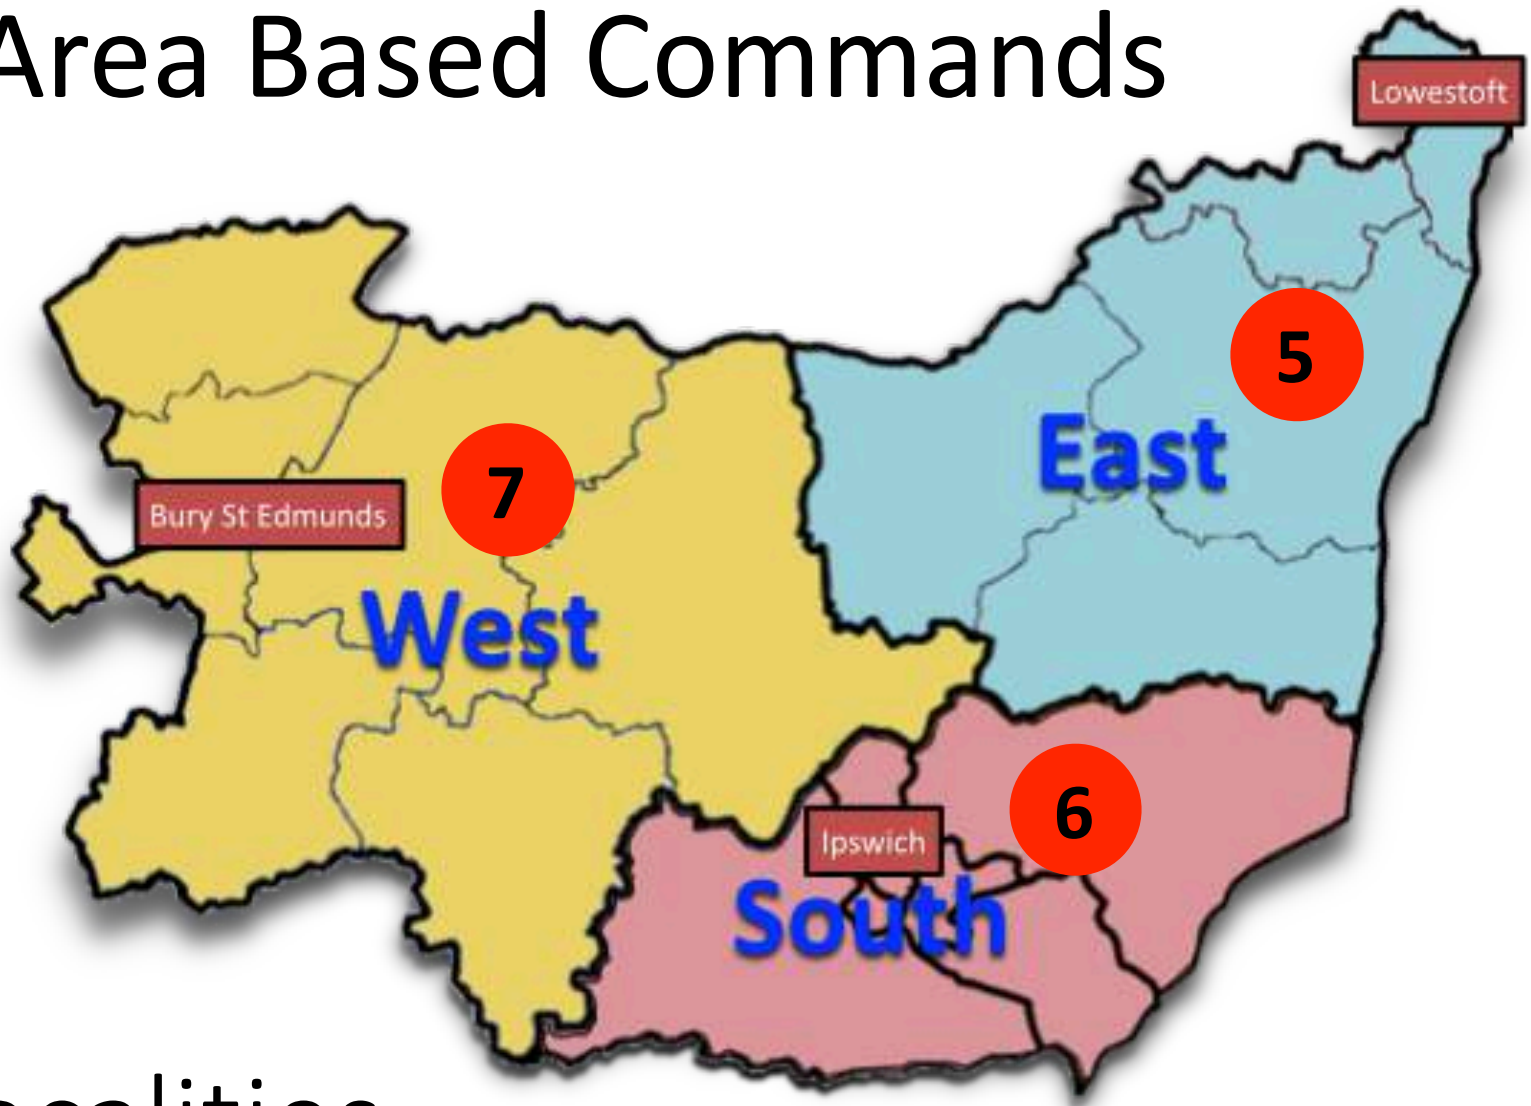 Area Based Commands
Lowestoft
5
East
7
Bury St Edmunds
West
6
Ipswich
South